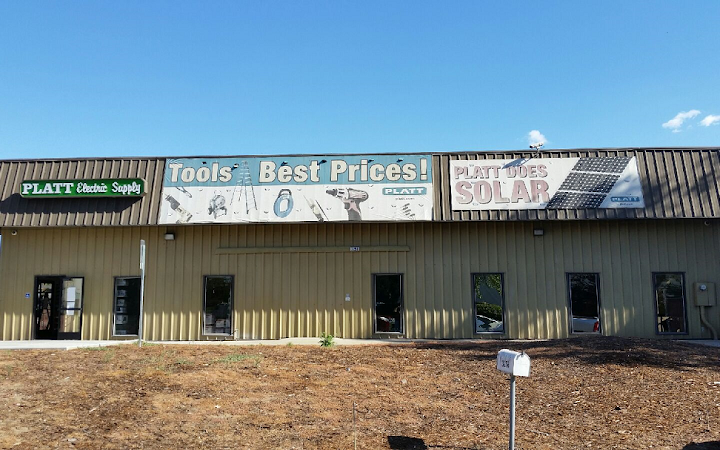 PLATT Electric Supply
Tools Best Prices!
PLATT
PLATT DOES
SOLAR
PLATT